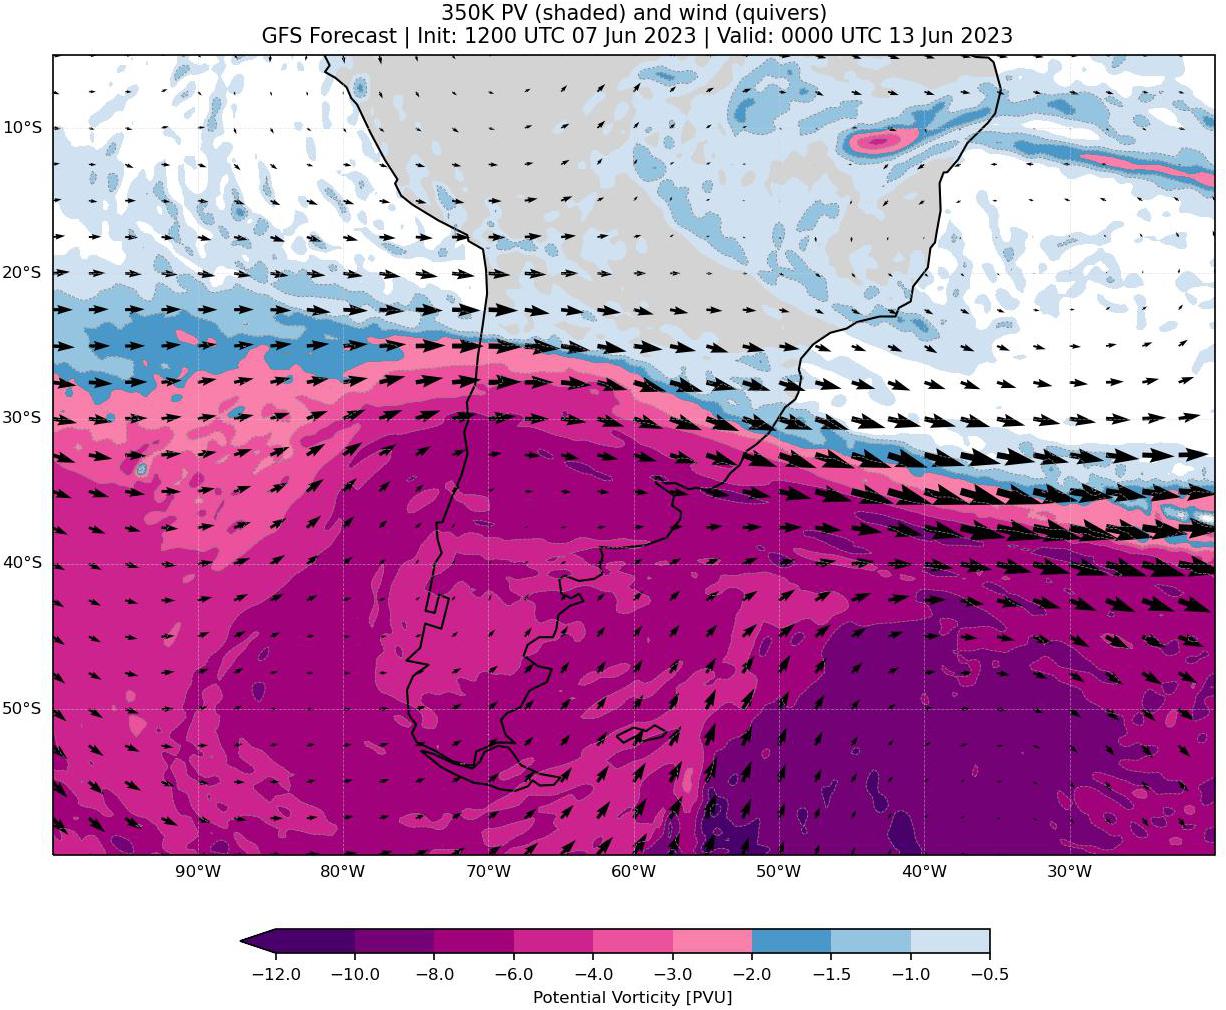 350K PV (shaded) and wind (quivers)
GFS Forecast | Init: 1200 UTC 07 Jun 2023 | Valid: 0000 UTC 13 Jun 2023
10°S
20°S
30°S
40°S
50°S
90°W 80°W 70°W 60°W 50°W 40°W 30°W
−12.0 −10.0 −8.0 −6.0 −4.0 −3.0 −2.0 −1.5 −1.0 −0.5
Potential Vorticity [PVU]